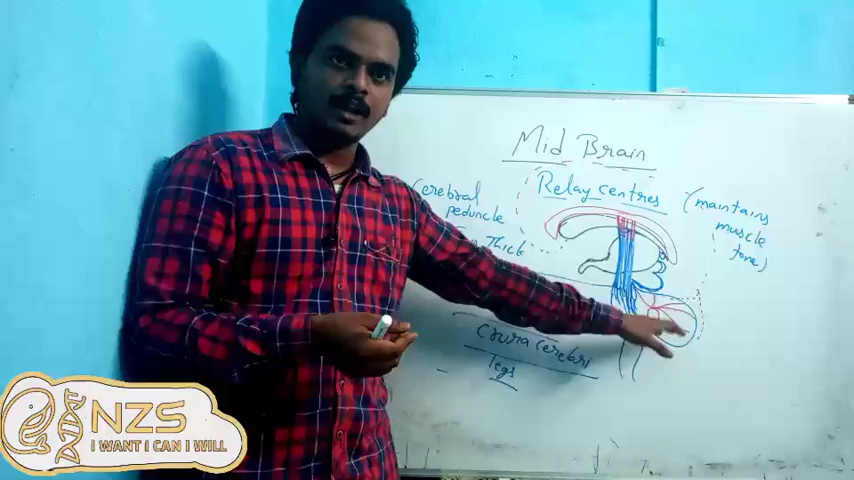 Mid Brain
Relay centres
Cerebral
peduncle
Thick
(maintains
muscle
tone)
Crura cerebri
legs
NZS
I WANT I CAN I WILL